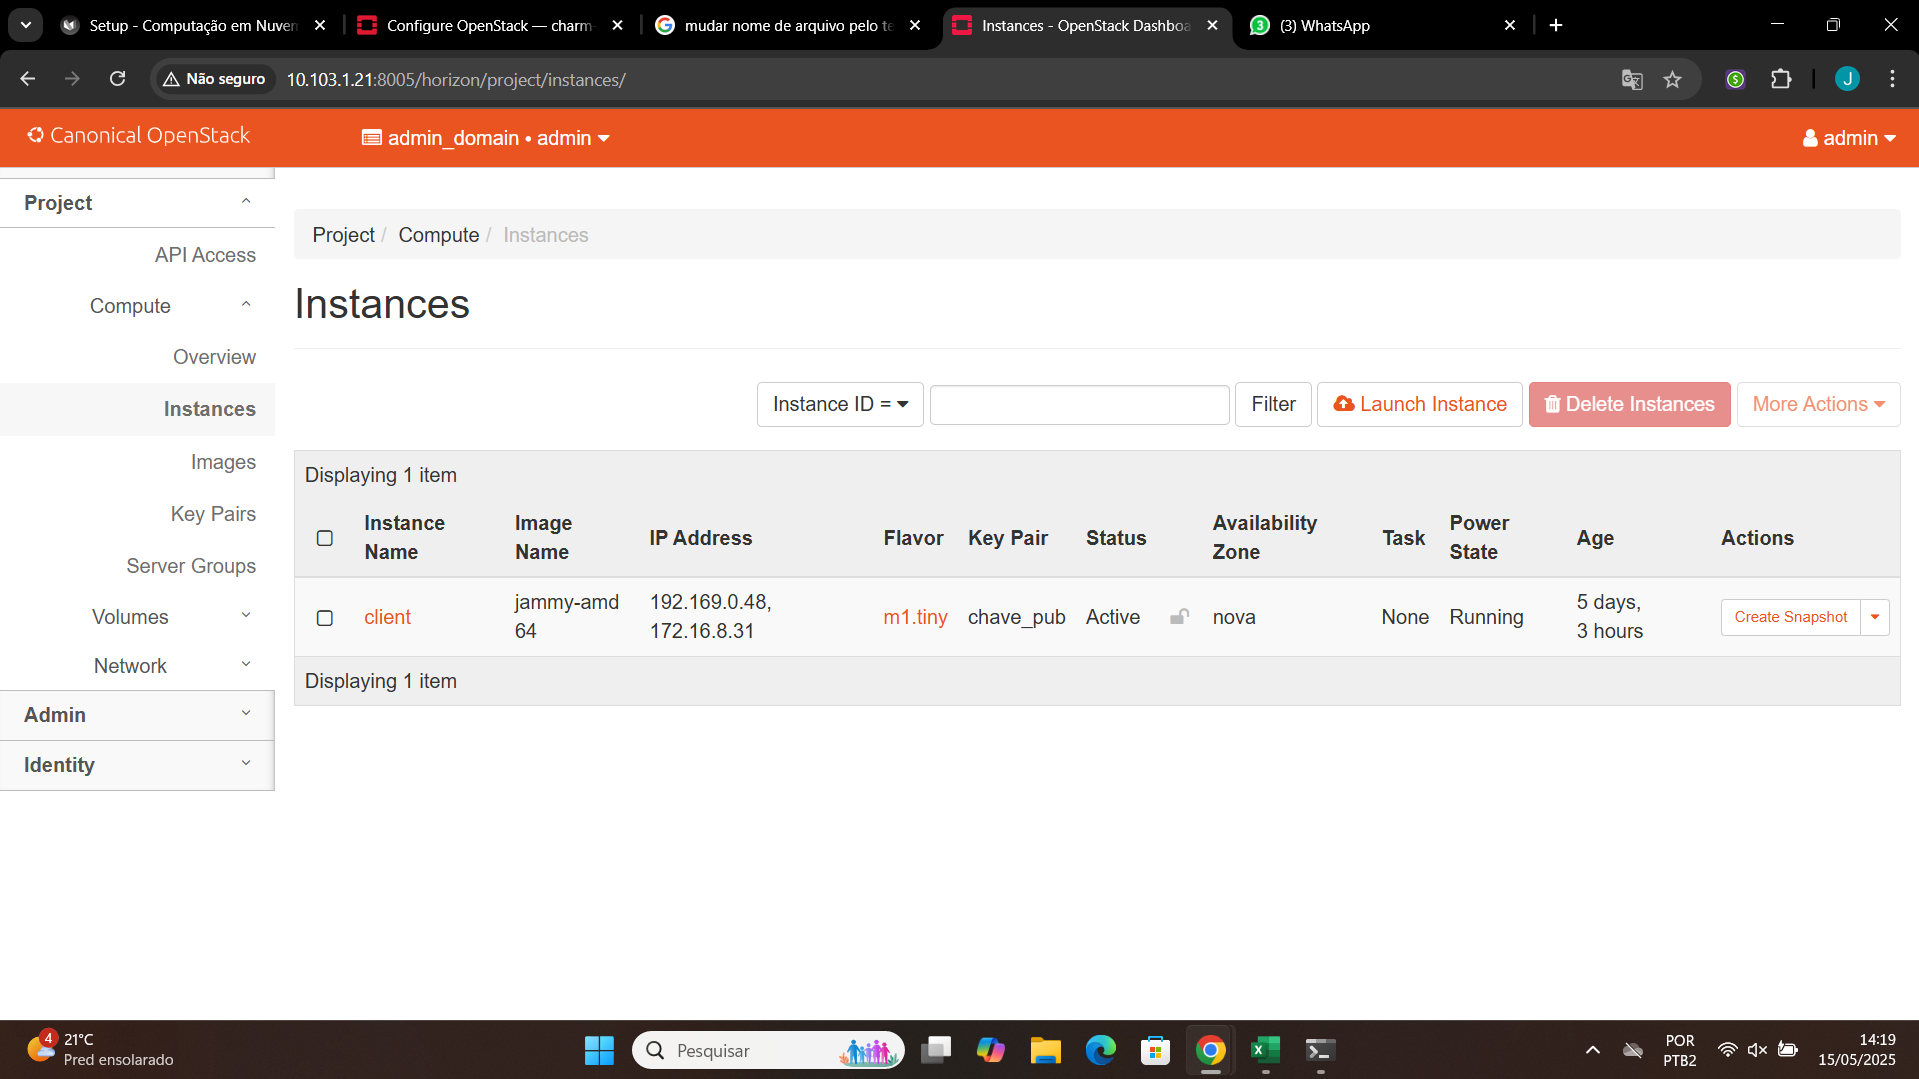 Setup - Computação em Nuvem
Configure OpenStack — charm-
mudar nome de arquivo pelo te
Instances - OpenStack Dashboa
3
(3) WhatsApp
Não seguro
10.103.1.21:8005/horizon/project/instances/
J
Canonical OpenStack
admin_domain • admin
admin
Project
API Access
Compute
Overview
Instances
Images
Key Pairs
Server Groups
Volumes
Network
Admin
Identity
Project / Compute / Instances
Instances
Instance ID =
Filter
Launch Instance
Delete Instances
More Actions
Displaying 1 item
Instance Name
Image Name
IP Address
Flavor
Key Pair
Status
Availability Zone
Task
Power State
Age
Actions
client
jammy-amd
64
192.169.0.48,
172.16.8.31
m1.tiny
chave_pub
Active
nova
None
Running
5 days,
3 hours
Create Snapshot
Displaying 1 item
4
21°C
Pred ensolarado
Pesquisar
POR
PTB2
14:19
15/05/2025